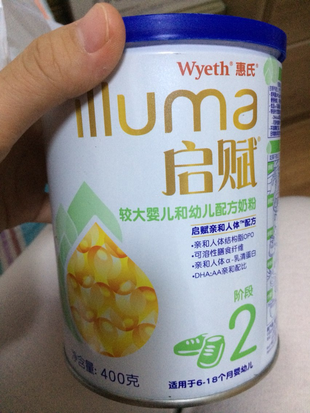 Wyeth® 惠氏®
illuma
启赋®
较大婴儿和幼儿配方奶粉
启赋亲和人体™配方
•亲和人体结构脂OPO
•可溶性膳食纤维
•亲和人体α-乳清蛋白
•DHA:AA亲和配比
阶段
2
净含量: 400克
适用于6-18个月婴幼儿